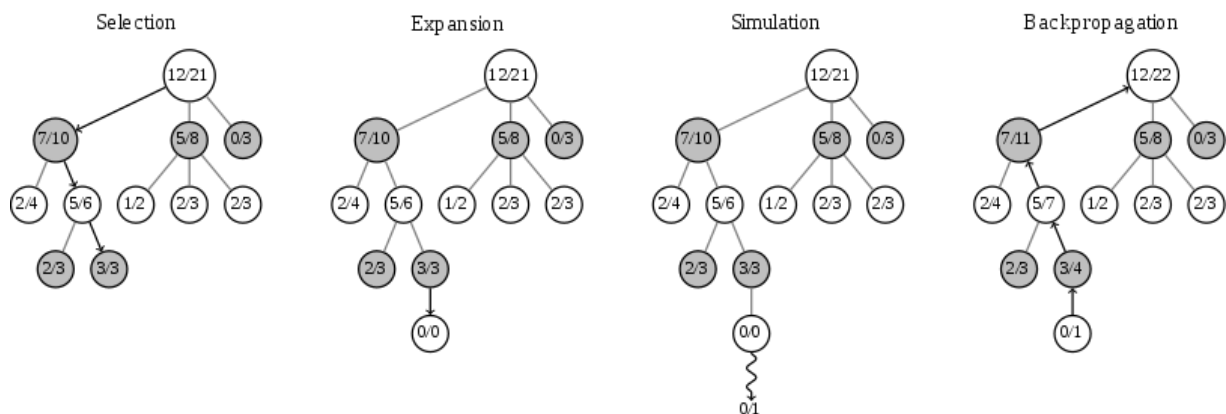 Selection Expansion Simulation Backpropagation
12/21 12/21 12/21 12/22
7/10 5/8 0/3 7/10 5/8 0/3 7/10 5/8 0/3 7/11 5/8 0/3
2/4 5/6 1/2 2/3 2/3 2/4 5/6 1/2 2/3 2/3 2/4 5/6 1/2 2/3 2/3 2/4 5/7 1/2 2/3 2/3
2/3 3/3 2/3 3/3 2/3 3/3 2/3 3/4
0/0 0/0 0/1
0/1